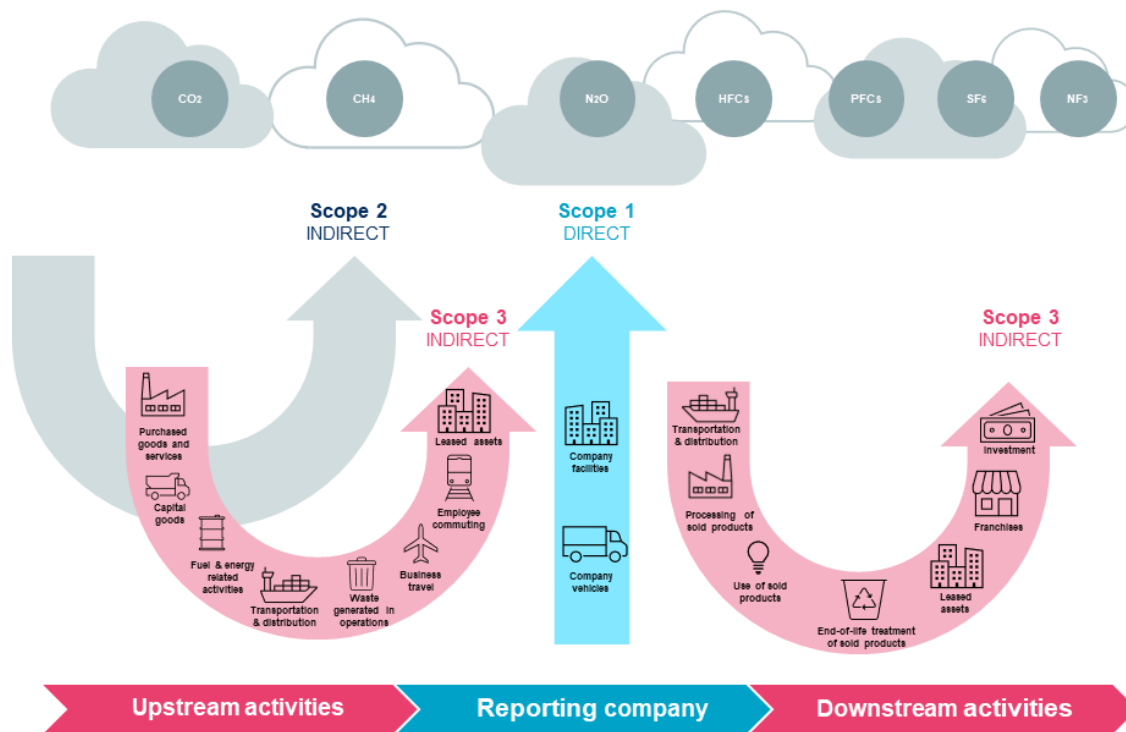 CO2
CH4
N2O
HFCs
PFCs
SF6
NF3
Scope 2
INDIRECT
Scope 1
DIRECT
Scope 3
INDIRECT
Scope 3
INDIRECT
Purchased
goods and
services
Capital
goods
Fuel & energy
related
activities
Transportation
& distribution
Waste
generated in
operations
Business
travel
Employee
commuting
Leased assets
Company
facilities
Company
vehicles
Transportation
& distribution
Processing of
sold products
Use of sold
products
End-of-life treatment
of sold products
Leased
assets
Franchises
Investment
Upstream activities
Reporting company
Downstream activities